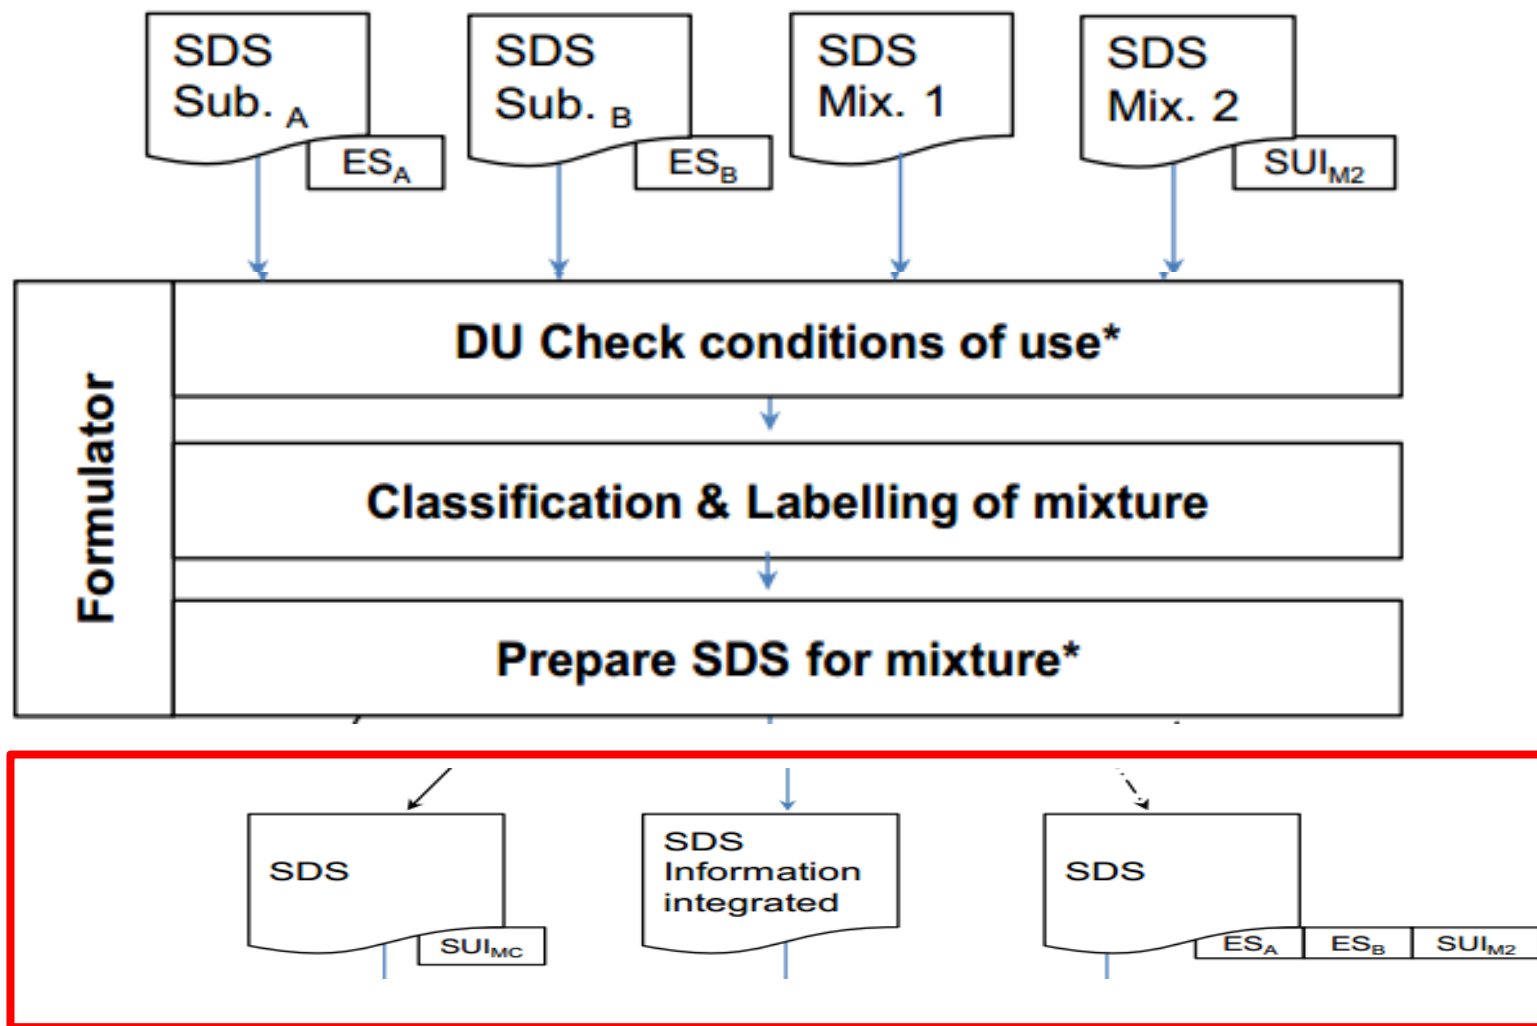 SDS
Sub. A
ESA
SDS
Sub. B
ESB
SDS
Mix. 1
SDS
Mix. 2
SUIM2
Formulator
DU Check conditions of use*
Classification & Labelling of mixture
Prepare SDS for mixture*
SDS
SUIMC
SDS
Information
integrated
SDS
ESA
ESB
SUIM2